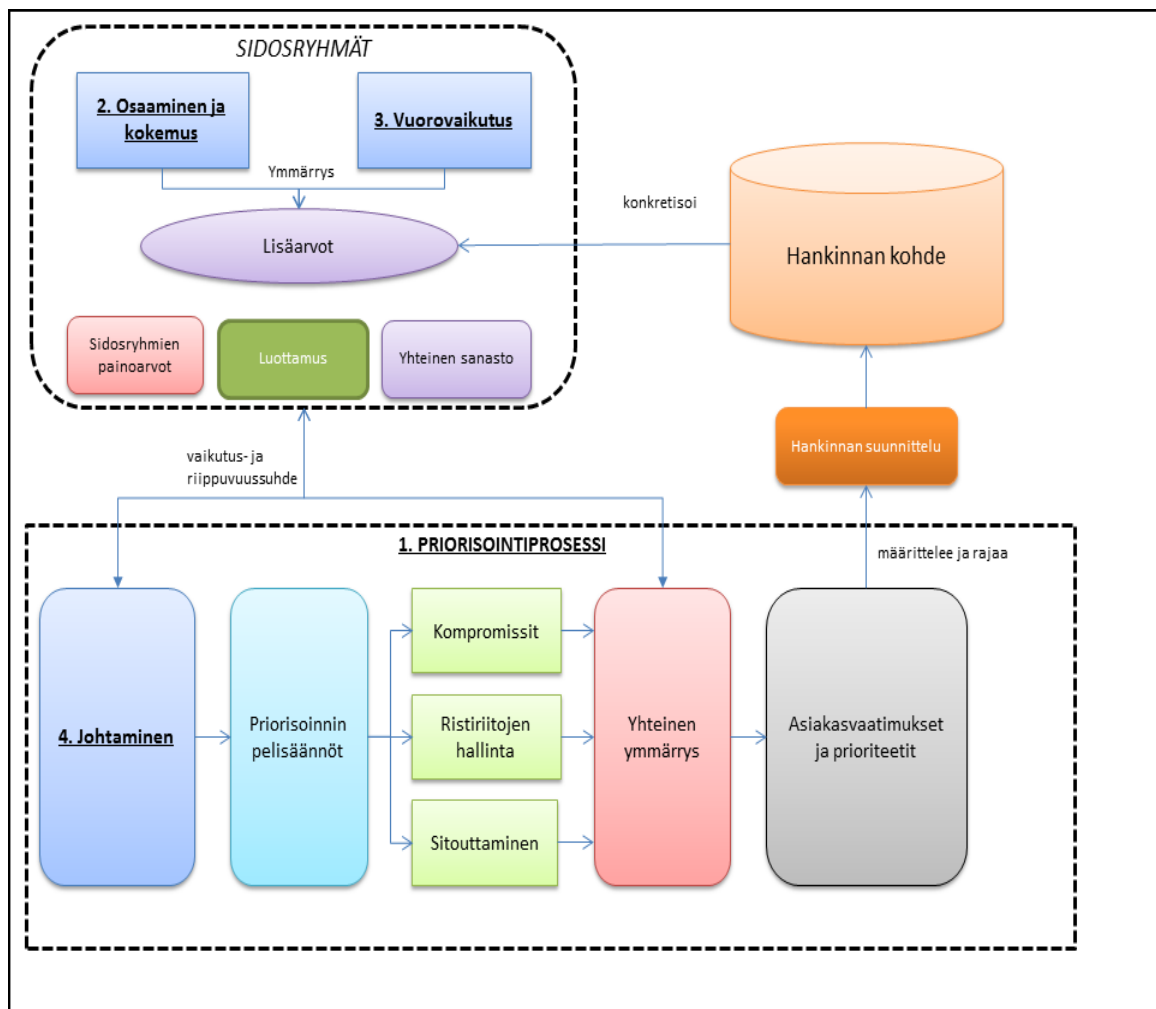 SIDOSRYHMÄT
2. Osaaminen ja
kokemus
3. Vuorovaikutus
Ymmärrys
Lisäarvot
konkretisoi
Hankinnan kohde
Sidosryhmien
painoarvot
Luottamus
Yhteinen sanasto
vaikutus- ja
riippuvuussuhde
Hankinnan suunnittelu
määrittelee ja rajaa
1. PRIORISOINTIPROSESSI
4. Johtaminen
Priorisoinnin
pelisäännöt
Kompromissit
Ristiriitojen
hallinta
Sitouttaminen
Yhteinen
ymmärrys
Asiakasvaatimukset
ja prioriteetit